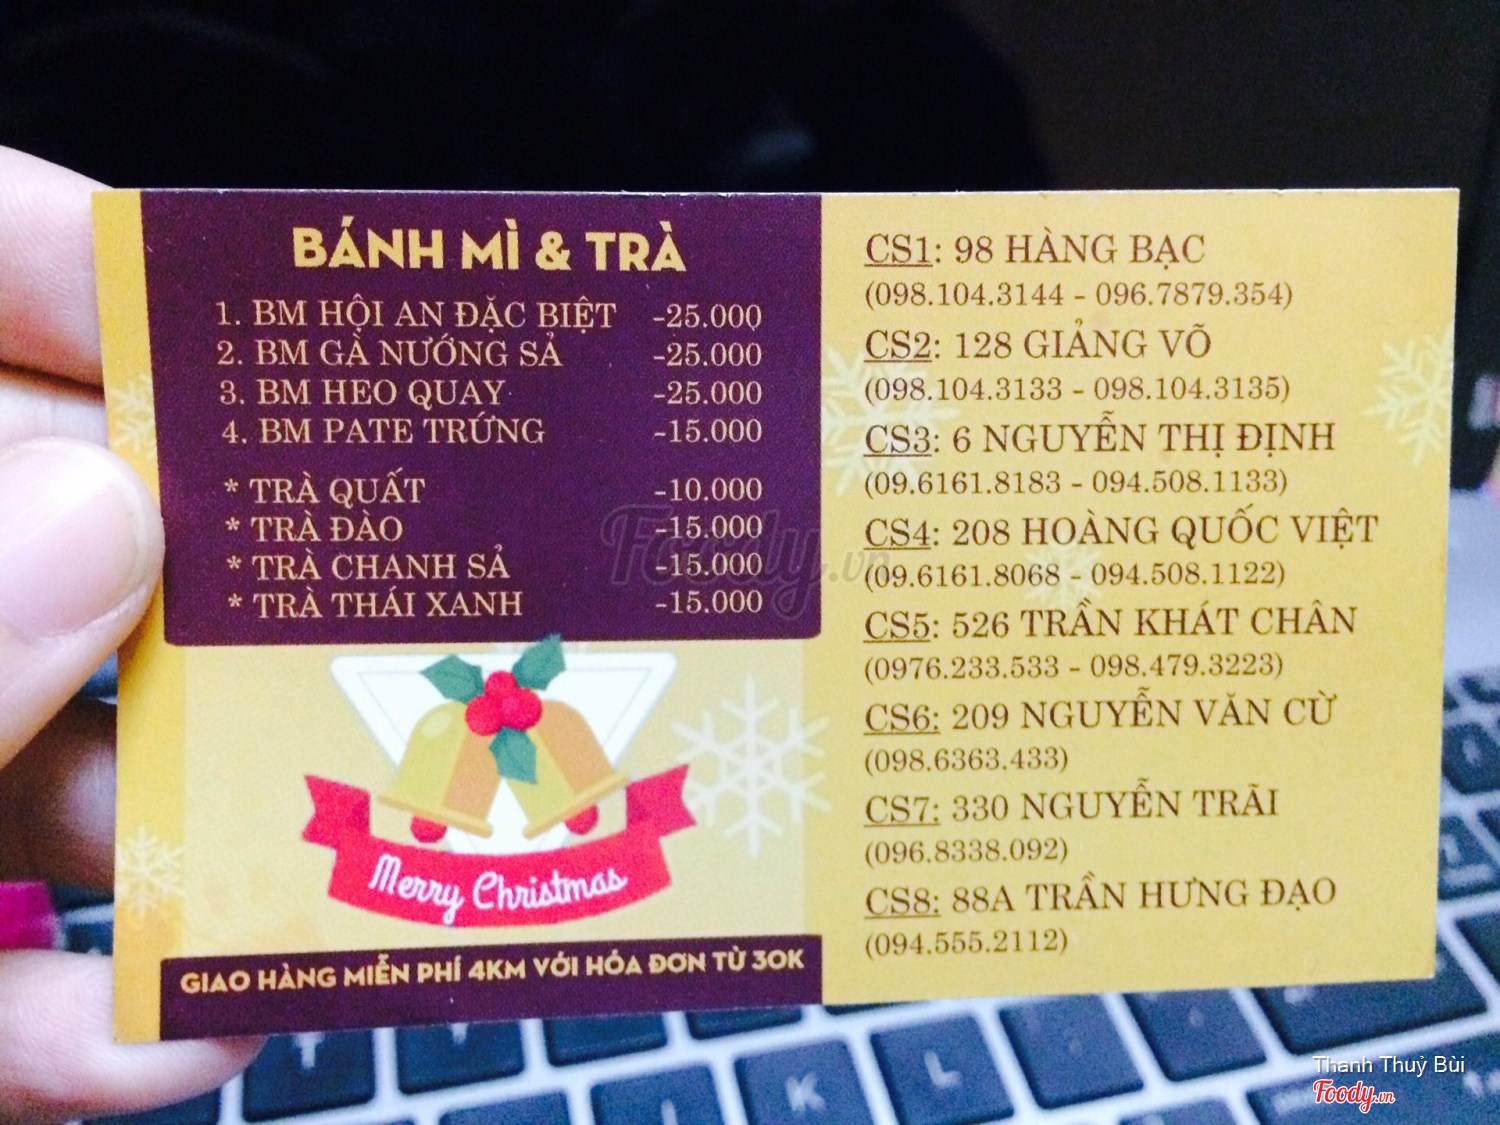 BÁNH MÌ & TRÀ
1. BM HỘI AN ĐẶC BIỆT -25.000
2. BM GÀ NƯỚNG SẢ -25.000
3. BM HEO QUAY -25.000
4. BM PATE TRỨNG -15.000
* TRÀ QUẤT -10.000
* TRÀ ĐÀO -15.000
* TRÀ CHANH SẢ -15.000
* TRÀ THÁI XANH -15.000
Merry Christmas
GIAO HÀNG MIỄN PHÍ 4KM VỚI HÓA ĐƠN TỪ 30K
CS1: 98 HÀNG BẠC
(098.104.3144 - 096.7879.354)
CS2: 128 GIẢNG VÕ
(098.104.3133 - 098.104.3135)
CS3: 6 NGUYỄN THỊ ĐỊNH
(09.6161.8183 - 094.508.1133)
CS4: 208 HOÀNG QUỐC VIỆT
(09.6161.8068 - 094.508.1122)
CS5: 526 TRẦN KHÁT CHÂN
(0976.233.533 - 098.479.3223)
CS6: 209 NGUYỄN VĂN CỪ
(098.6363.433)
CS7: 330 NGUYỄN TRÃI
(096.8338.092)
CS8: 88A TRẦN HƯNG ĐẠO
(094.555.2112)
Foody.vn
T
J
K
L
Thanh Thuỷ Bùi
Foody.vn